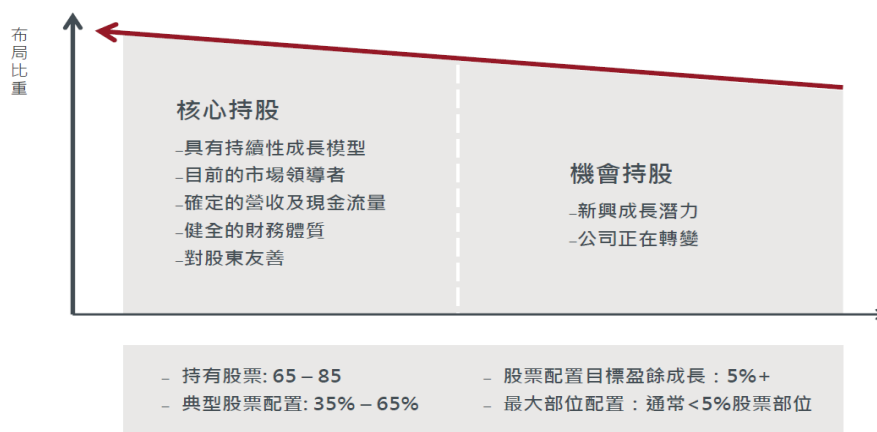 布局比重
核心持股
–具有持續性成長模型
–目前的市場領導者
–確定的營收及現金流量
–健全的財務體質
–對股東友善
機會持股
–新興成長潛力
–公司正在轉變
– 持有股票: 65 – 85
– 典型股票配置: 35% – 65%
– 股票配置目標盈餘成長：5%+
– 最大部位配置：通常<5%股票部位